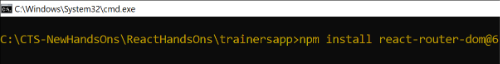 C:\Windows\System32\cmd.exe
C:\CTS-NewHandsOns\ReactHandsOns\trainersapp>npm install react-router-dom@6